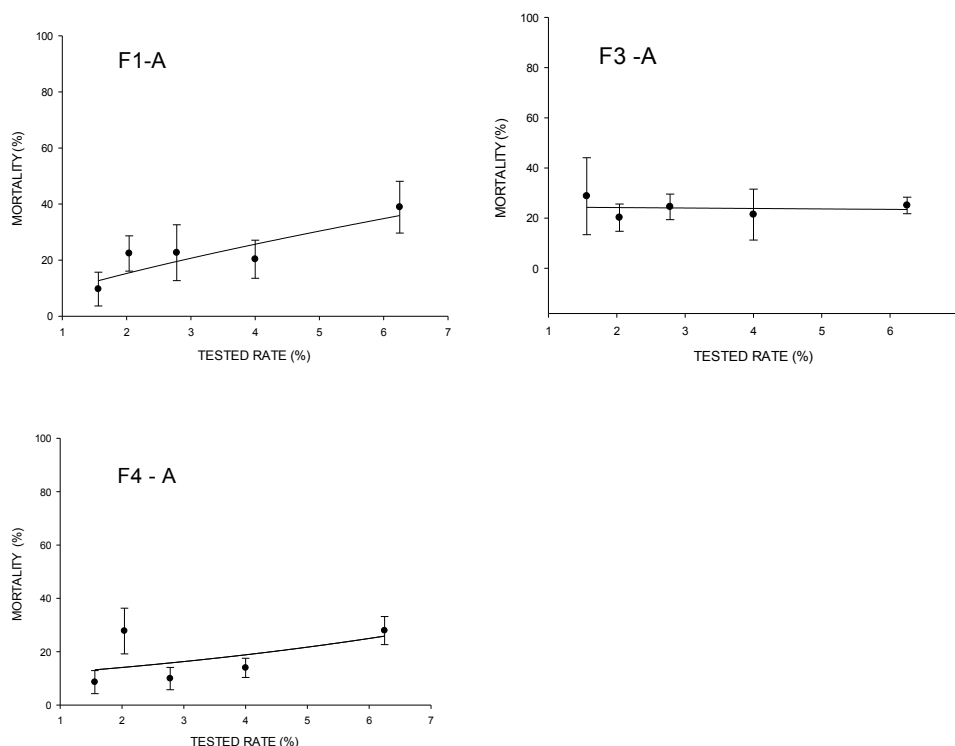 F1-A
MORTALITY (%)
100
80
60
40
20
0
1 2 3 4 5 6 7
TESTED RATE (%)
F3 -A
MORTALITY (%)
100
80
60
40
20
0
1 2 3 4 5 6
TESTED RATE (%)
F4 - A
MORTALITY (%)
100
80
60
40
20
0
1 2 3 4 5 6 7
TESTED RATE (%)